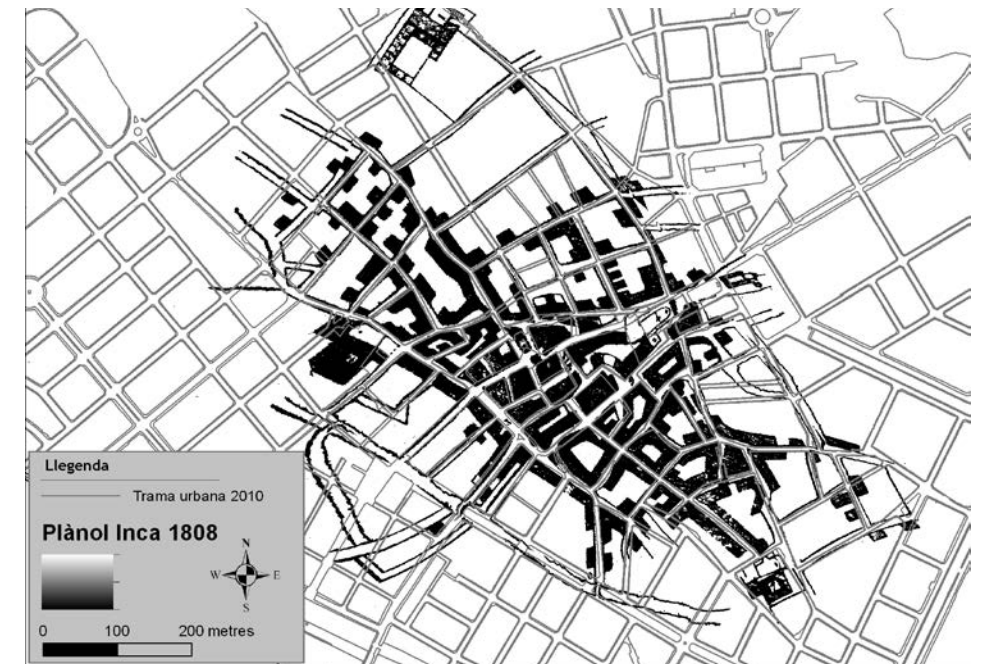 Llegenda
Trama urbana 2010
Plànol Inca 1808
N
W E
S
0 100 200 metres